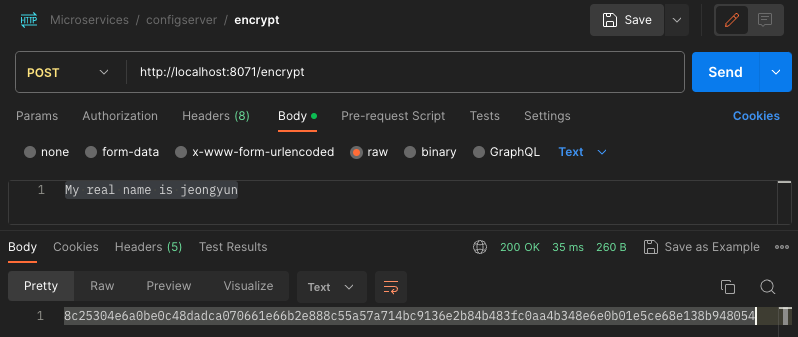 HTTP Microservices / configserver / encrypt Save
POST http://localhost:8071/encrypt Send
Params Authorization Headers (8) Body Pre-request Script Tests Settings Cookies
none form-data x-www-form-urlencoded raw binary GraphQL Text
1 My real name is jeongyun
Body Cookies Headers (5) Test Results 200 OK 35 ms 260 B Save as Example
Pretty Raw Preview Visualize Text
1 8c25304e6a0be0c48dadca070661e66b2e888c55a57a714bc9136e2b84b483fc0aa4b348e6e0b01e5ce68e138b948054